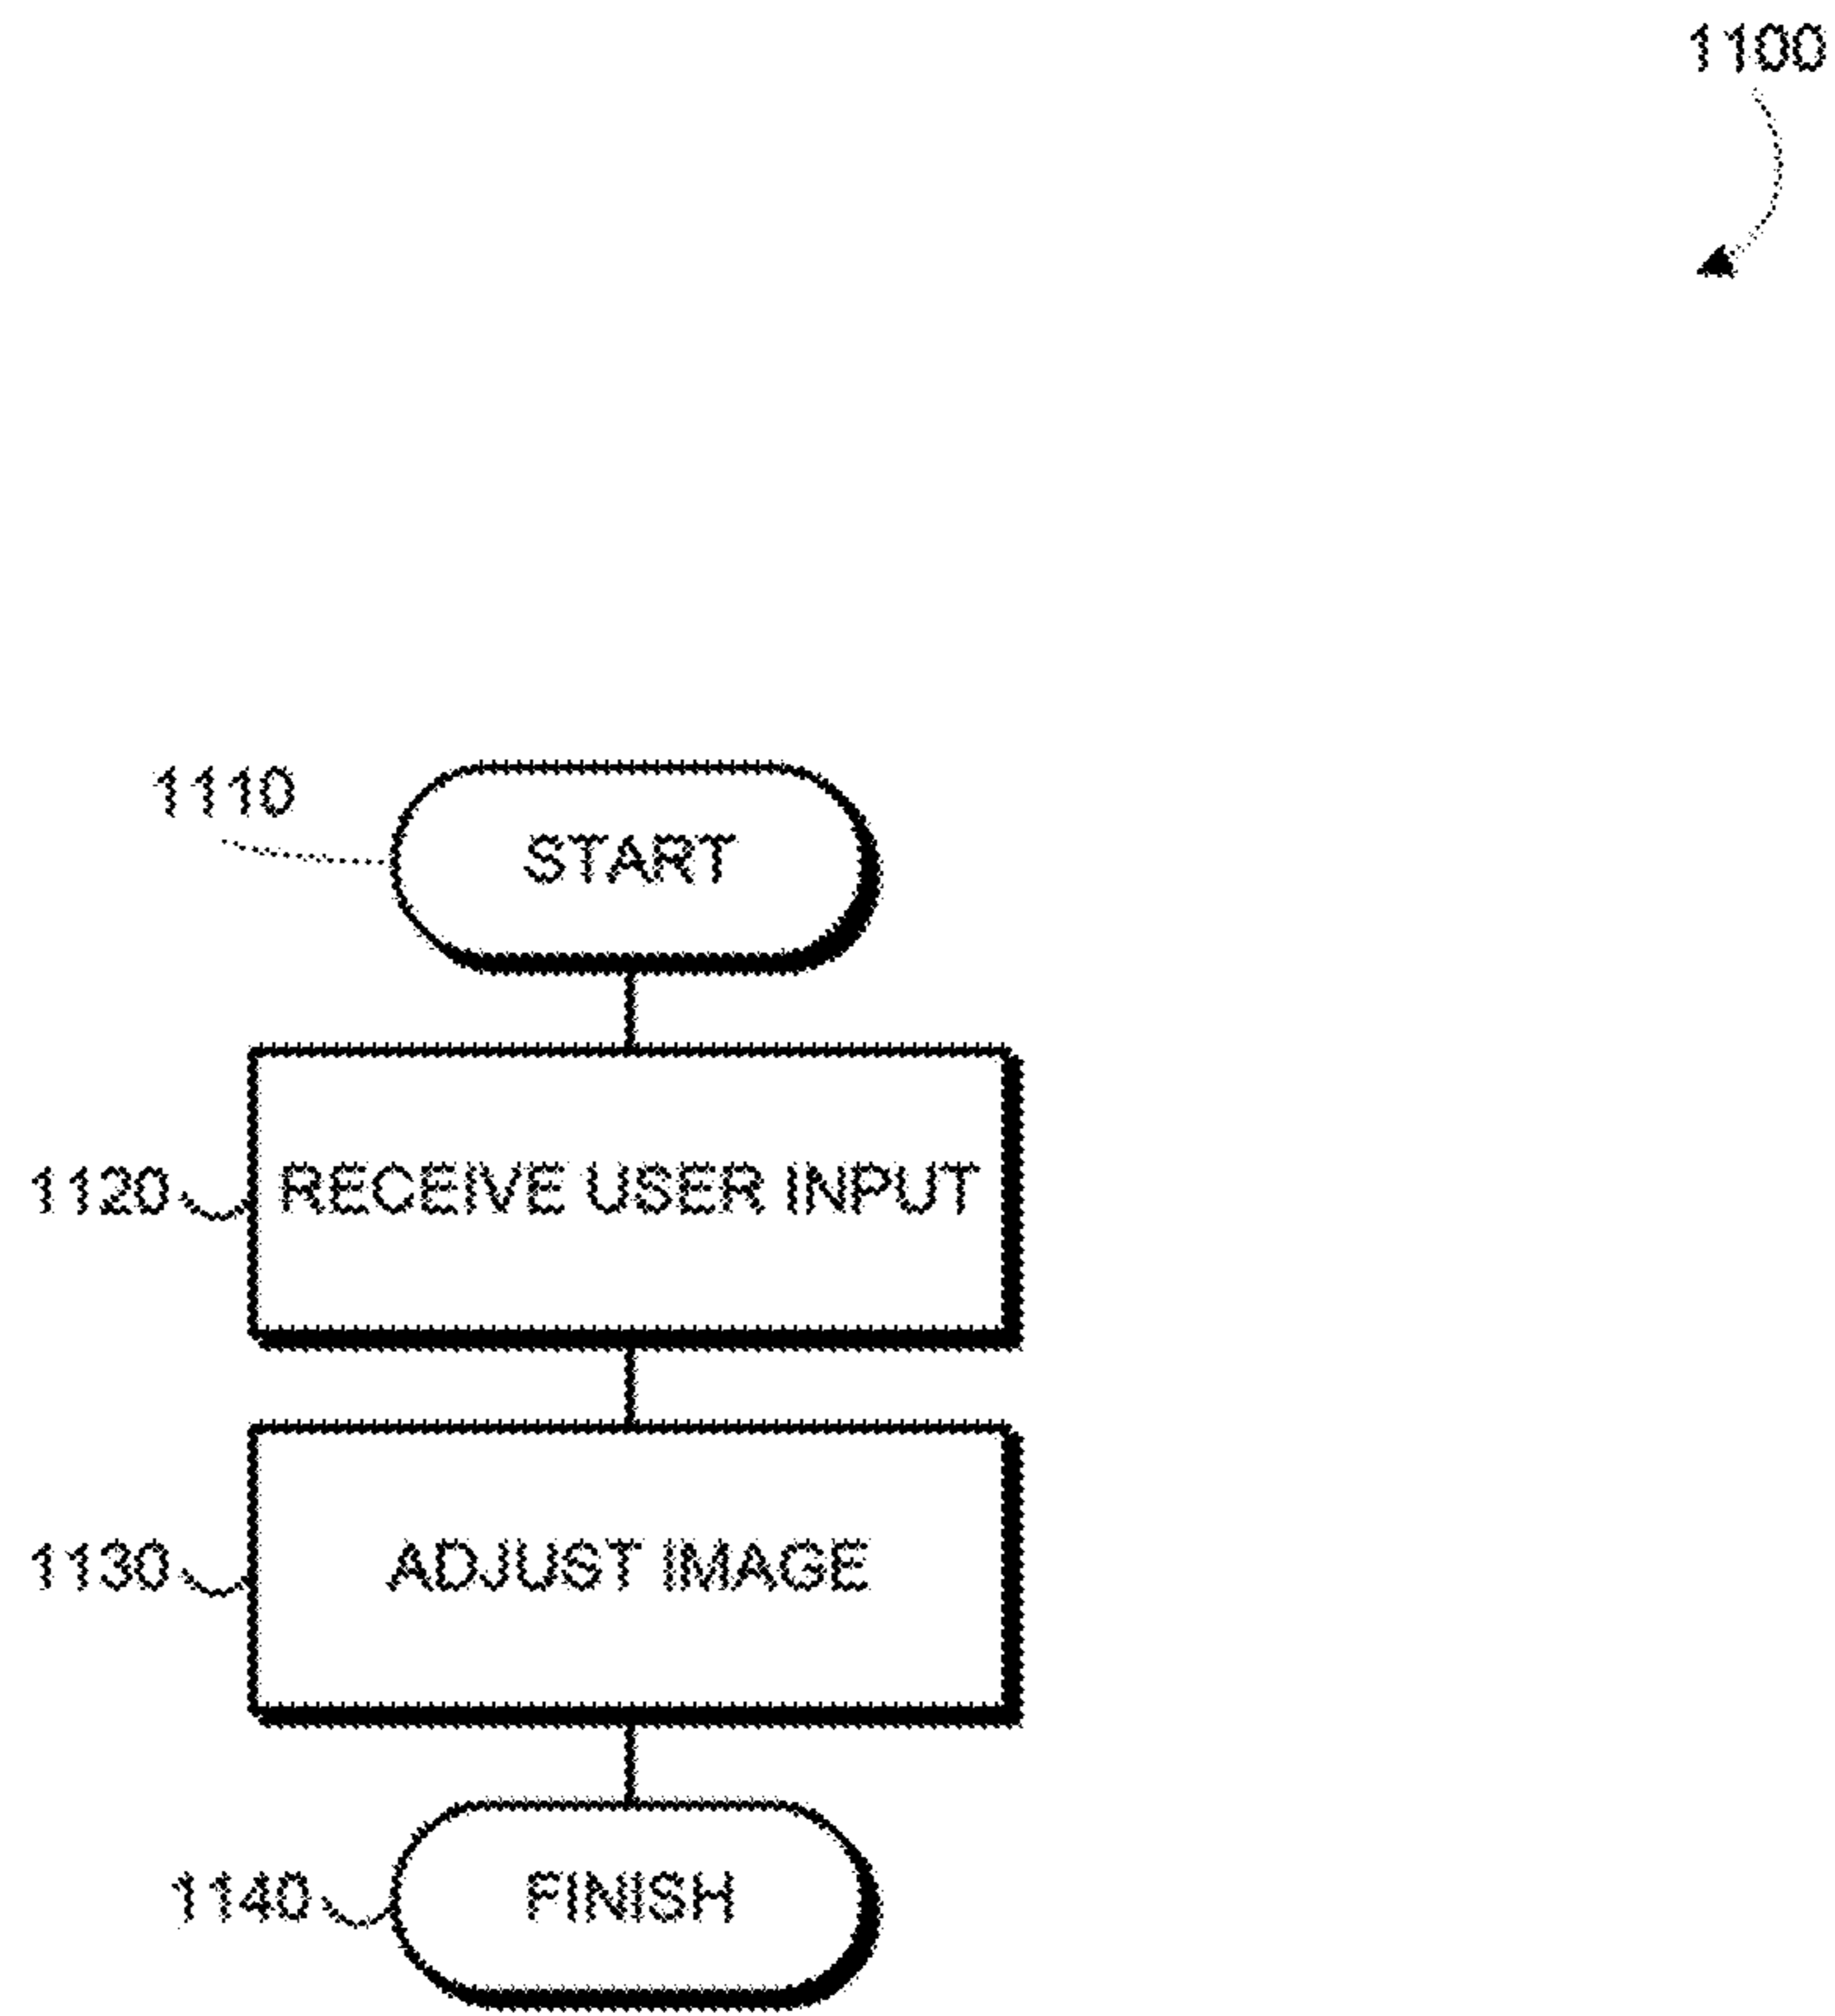 1100
1110
START
1120
RECEIVE USER INPUT
1130
ADJUST IMAGE
1140
FINISH